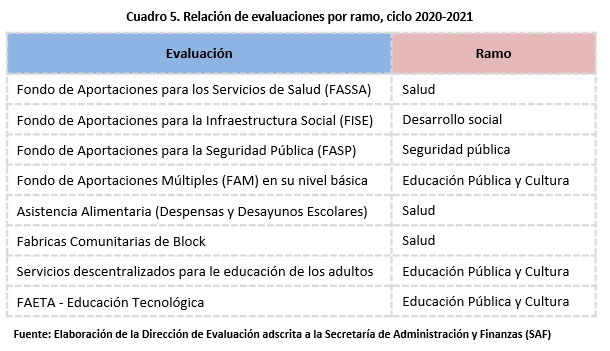 Cuadro 5. Relación de evaluaciones por ramo, ciclo 2020-2021
Evaluación Ramo
Fondo de Aportaciones para los Servicios de Salud (FASSA) Salud
Fondo de Aportaciones para la Infraestructura Social (FISE) Desarrollo social
Fondo de Aportaciones para la Seguridad Pública (FASP) Seguridad pública
Fondo de Aportaciones Múltiples (FAM) en su nivel básica Educación Pública y Cultura
Asistencia Alimentaria (Despensas y Desayunos Escolares) Salud
Fabricas Comunitarias de Block Salud
Servicios descentralizados para le educación de los adultos Educación Pública y Cultura
FAETA - Educación Tecnológica Educación Pública y Cultura
Fuente: Elaboración de la Dirección de Evaluación adscrita a la Secretaría de Administración y Finanzas (SAF)